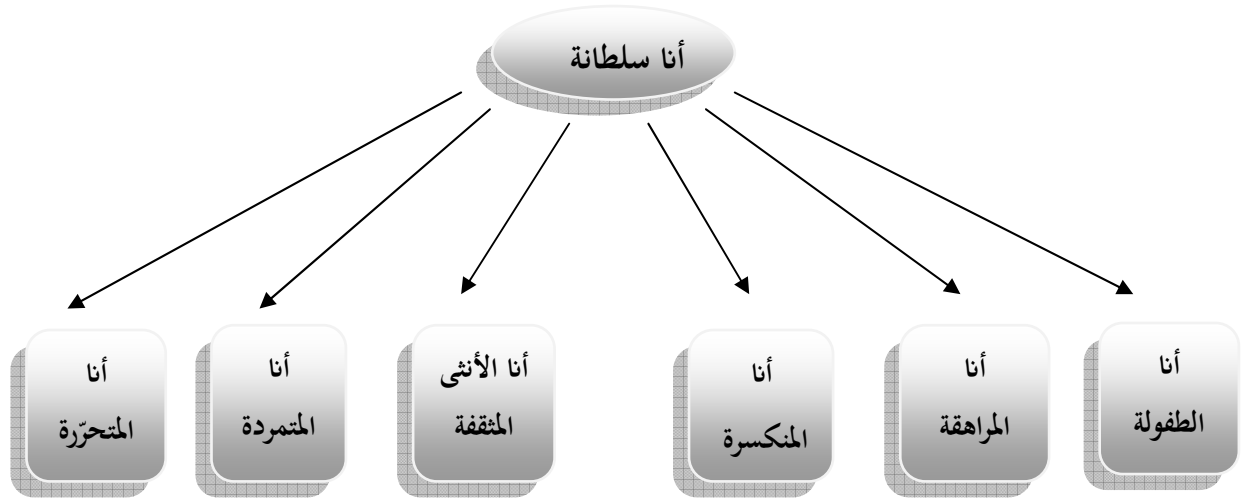 أنا سلطانة
أنا
الطفولة
أنا
المراهقة
أنا
المنكسرة
أنا الأنثى
المثقفة
أنا
المتمردة
أنا
المتحرّرة